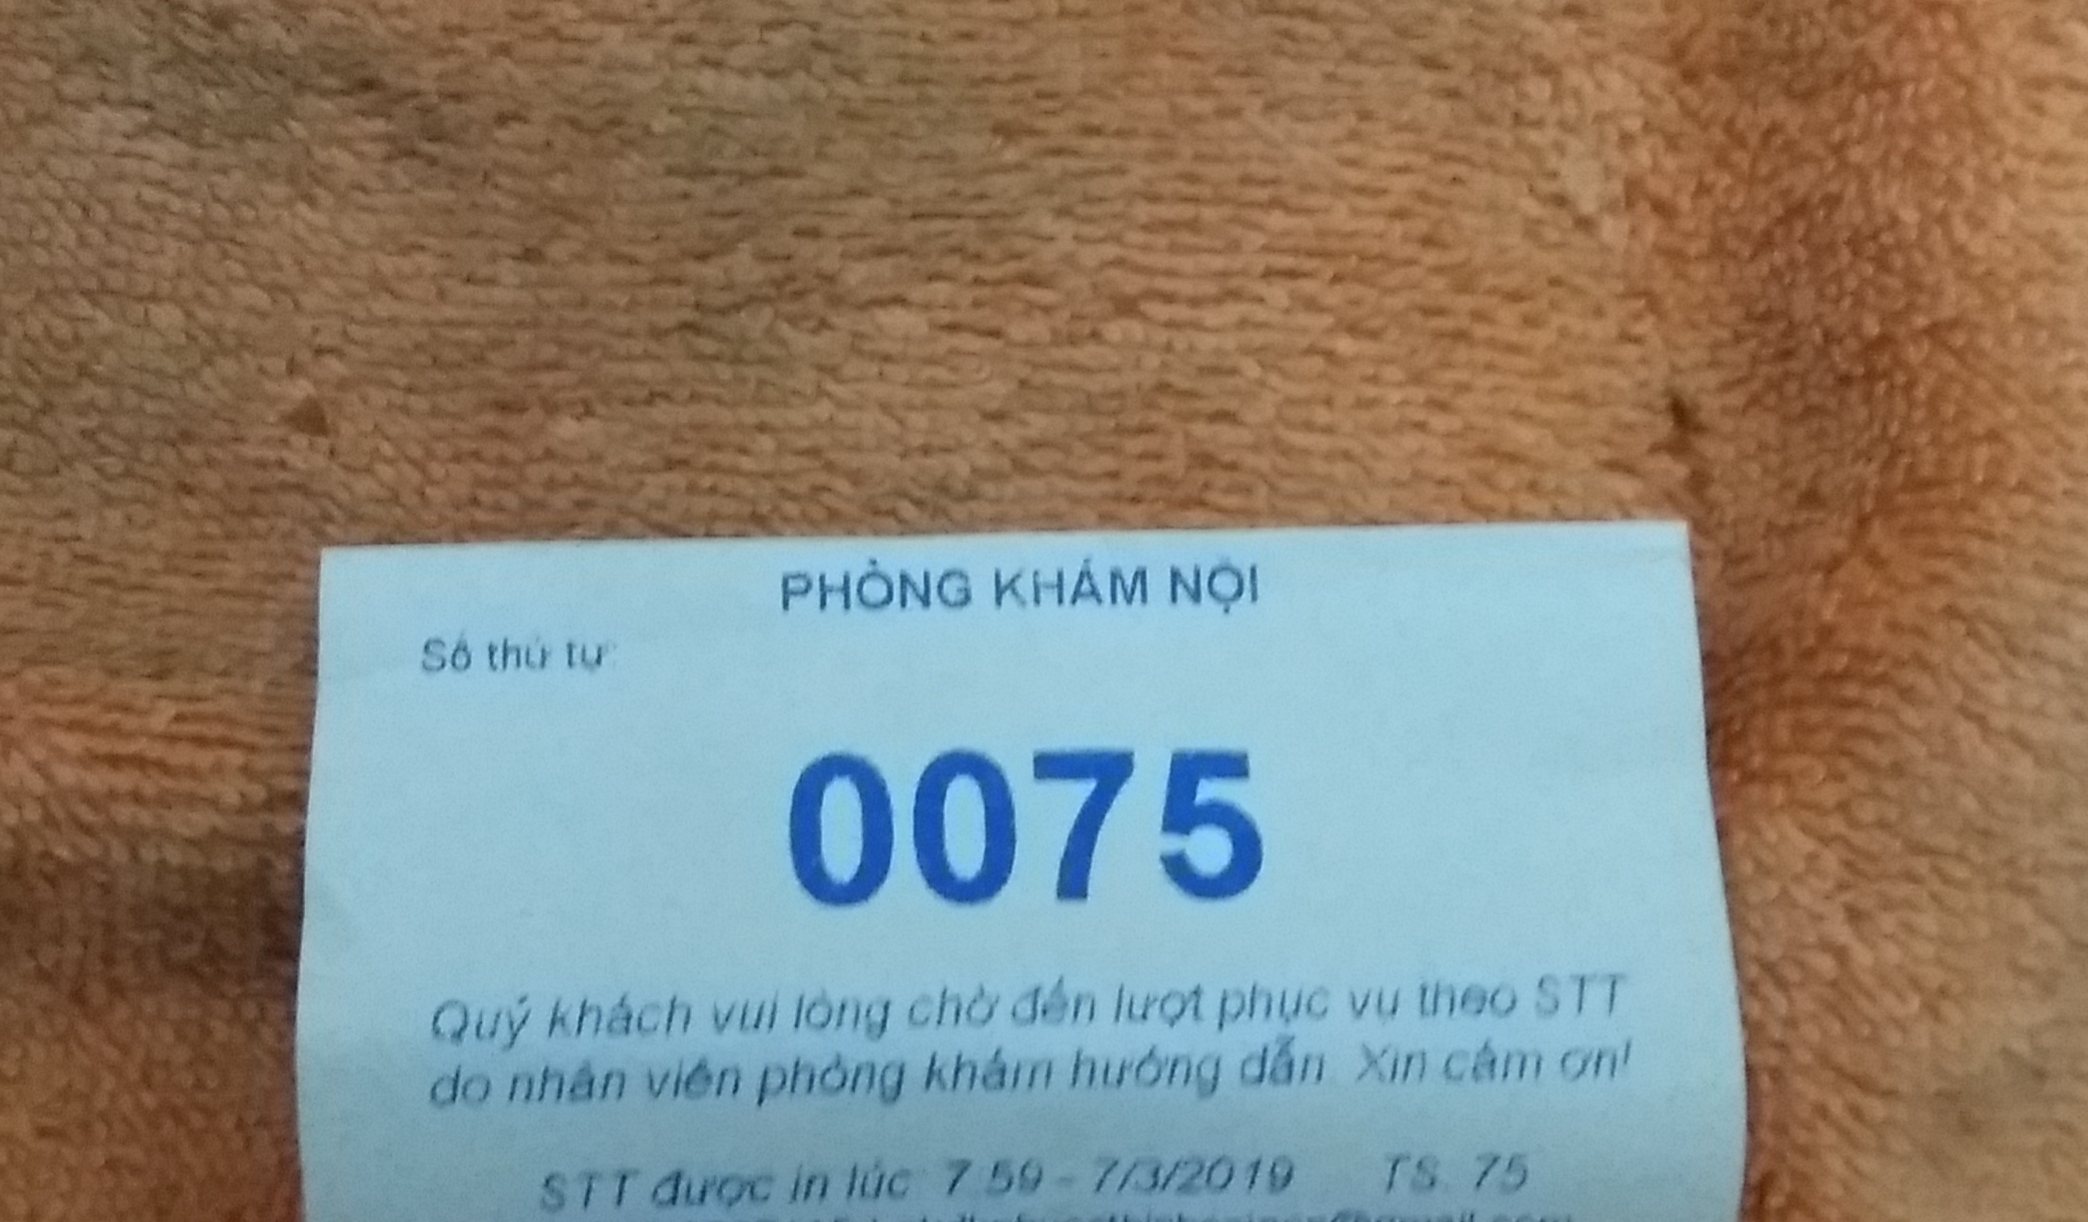 PHÒNG KHÁM NỘI
Số thứ tự:
0075
Quý khách vui lòng chờ đến lượt phục vụ theo STT
do nhân viên phòng khám hướng dẫn. Xin cảm ơn!
STT được in lúc: 7:59 - 7/3/2019 TS: 75